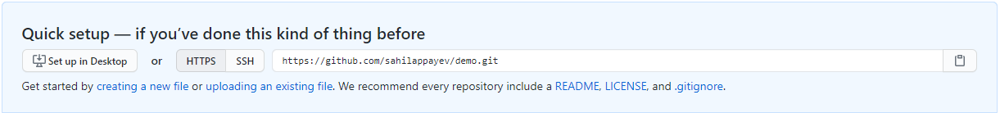 Quick setup — if you’ve done this kind of thing before
Set up in Desktop or HTTPS SSH https://github.com/sahilappayev/demo.git
Get started by creating a new file or uploading an existing file. We recommend every repository include a README, LICENSE, and .gitignore.